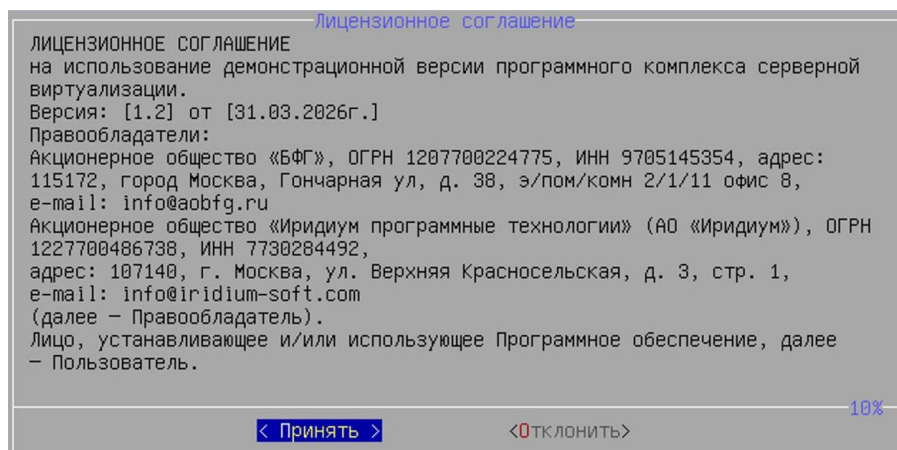 Лицензионное соглашение
ЛИЦЕНЗИОННОЕ СОГЛАШЕНИЕ
на использование демонстрационной версии программного комплекса серверной
виртуализации.
Версия: [1.2] от [31.03.2026г.]
Правообладатели:
Акционерное общество «БФГ», ОГРН 1207700224775, ИНН 9705145354, адрес:
115172, город Москва, Гончарная ул, д. 38, э/пом/комн 2/1/11 офис 8,
e-mail: info@aobfg.ru
Акционерное общество «Иридиум программные технологии» (АО «Иридиум»), ОГРН
1227700486738, ИНН 7730284492,
адрес: 107140, г. Москва, ул. Верхняя Красносельская, д. 3, стр. 1,
e-mail: info@iridium-soft.com
(далее — Правообладатель).
Лицо, устанавливающее и/или использующее Программное обеспечение, далее
— Пользователь.
10%
< Принять > <Отклонить>